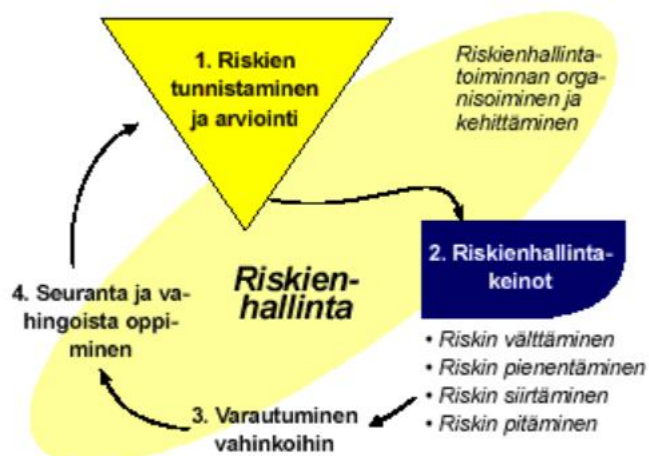 1. Riskien
tunnistaminen
ja arviointi
Riskienhallinta-
toiminnan orga-
nisoiminen ja
kehittäminen
2. Riskienhallinta-
keinot
• Riskin välttäminen
• Riskin pienentäminen
• Riskin siirtäminen
• Riskin pitäminen
3. Varautuminen
vahinkoihin
4. Seuranta ja va-
hingoista oppi-
minen
Riskien-
hallinta